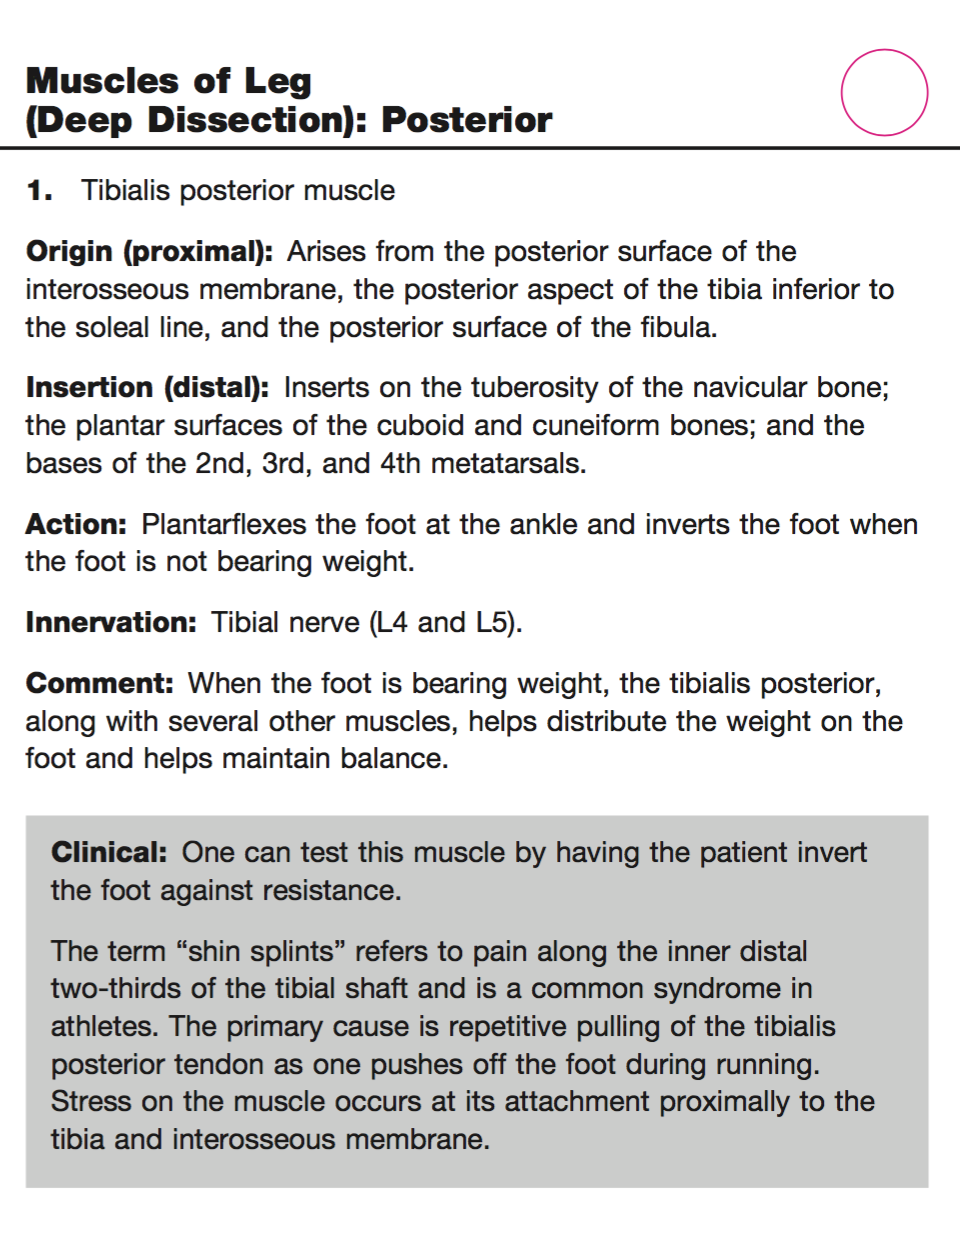 Muscles of Leg
(Deep Dissection): Posterior
1. Tibialis posterior muscle
Origin (proximal): Arises from the posterior surface of the
interosseous membrane, the posterior aspect of the tibia inferior to
the soleal line, and the posterior surface of the fibula.
Insertion (distal): Inserts on the tuberosity of the navicular bone;
the plantar surfaces of the cuboid and cuneiform bones; and the
bases of the 2nd, 3rd, and 4th metatarsals.
Action: Plantarflexes the foot at the ankle and inverts the foot when
the foot is not bearing weight.
Innervation: Tibial nerve (L4 and L5).
Comment: When the foot is bearing weight, the tibialis posterior,
along with several other muscles, helps distribute the weight on the
foot and helps maintain balance.
Clinical: One can test this muscle by having the patient invert
the foot against resistance.
The term “shin splints” refers to pain along the inner distal
two-thirds of the tibial shaft and is a common syndrome in
athletes. The primary cause is repetitive pulling of the tibialis
posterior tendon as one pushes off the foot during running.
Stress on the muscle occurs at its attachment proximally to the
tibia and interosseous membrane.